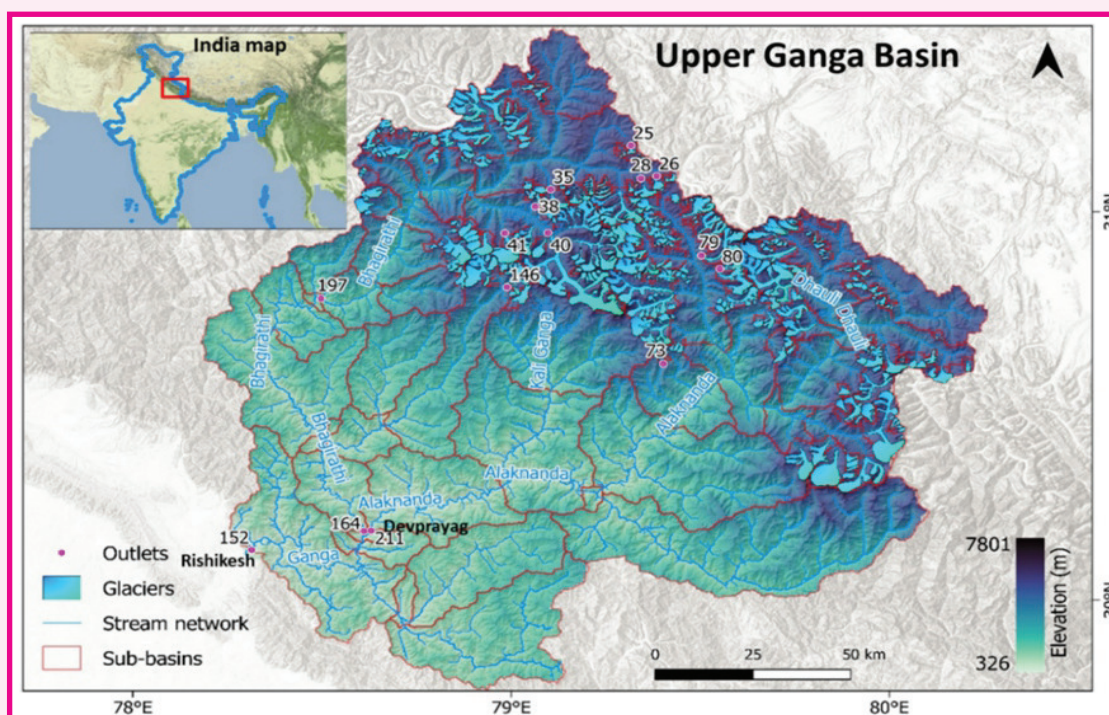 India map
Upper Ganga Basin
25
28
26
35
38
41
40
79
80
146
197
73
Bhagirathi
Bhagirathi
Bhagirathi
Kali Ganga
Dhauli Dhauli
Alaknanda
Alaknanda
Alaknanda
164
Devprayag
211
152
Rishikesh
Ganga
Outlets
Glaciers
Stream network
Sub-basins
0
25
50 km
7801
Elevation (m)
326
78°E
79°E
80°E